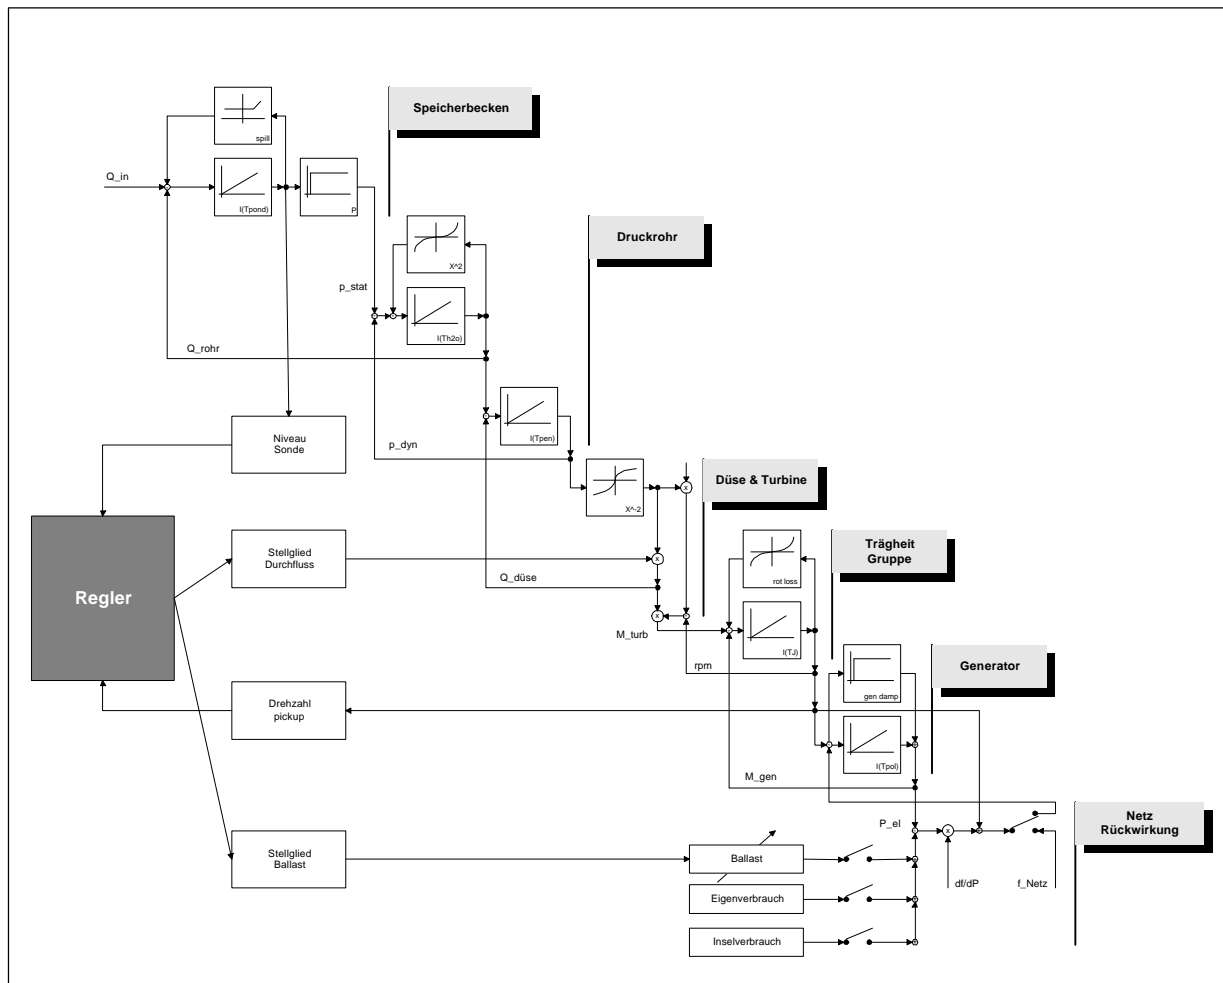 Speicherbecken
spill
Q_in
I(Tpond)
P
Druckrohr
X^2
p_stat
I(Th2o)
Q_rohr
I(Tpen)
Niveau
Sonde
p_dyn
X^-2
x
Düse & Turbine
Stellglied
Durchfluss
x
Trägheit
Gruppe
rot loss
Q_düse
Regler
x
M_turb
I(TJ)
rpm
Generator
gen damp
Drehzahl
pickup
I(Tpol)
M_gen
Netz
Rückwirkung
P_el
x
Stellglied
Ballast
Ballast
df/dP
f_Netz
Eigenverbrauch
Inselverbrauch